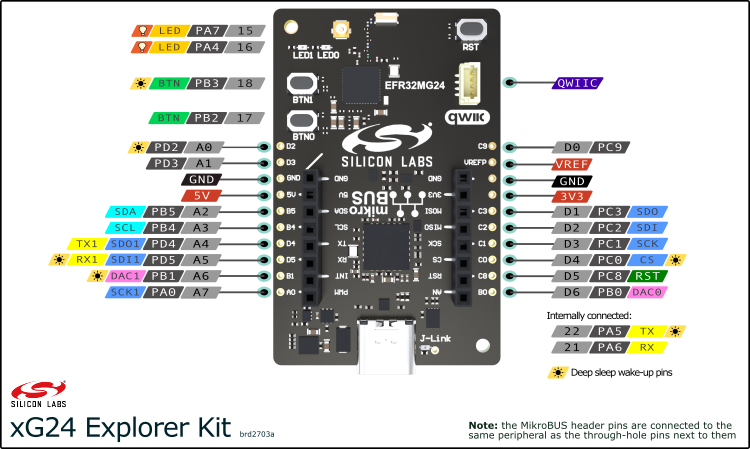 LED PA7 15
LED PA4 16
BTN PB3 18
BTN PB2 17
PD2 A0
PD3 A1
GND
5V
SDA PB5 A2
SCL PB4 A3
TX1 SDO1 PD4 A4
RX1 SDI1 PD5 A5
DAC1 PB1 A6
SCK1 PA0 A7
LED1 LED0
RST
EFR32MG24
BTN1
BTN0
qwiic
SILICON LABS
mikro
BUS
D2
D3
GND
5V
B5
B4
D4
D5
B1
A0
GND
5V
SDA
SCL
TX
RX
INT
PWM
GND
3V3
MOSI
MISO
SCK
CS
RST
AN
C9
VREFP
GND
3V3
C3
C2
C1
C0
C8
B0
J-Link
QWIIC
D0 PC9
VREF
GND
3V3
D1 PC3 SDO
D2 PC2 SDI
D3 PC1 SCK
D4 PC0 CS
D5 PC8 RST
D6 PB0 DAC0
Internally connected:
22 PA5 TX
21 PA6 RX
Deep sleep wake-up pins
SILICON LABS
xG24 Explorer Kit brd2703a
Note: the MikroBUS header pins are connected to the
same peripheral as the through-hole pins next to them